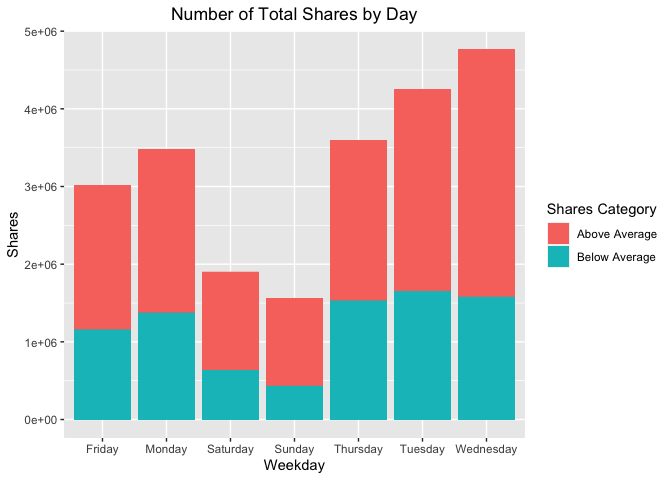 Number of Total Shares by Day
5e+06
4e+06
3e+06
2e+06
1e+06
0e+00
Shares
Friday Monday Saturday Sunday Thursday Tuesday Wednesday
Weekday
Shares Category
Above Average
Below Average